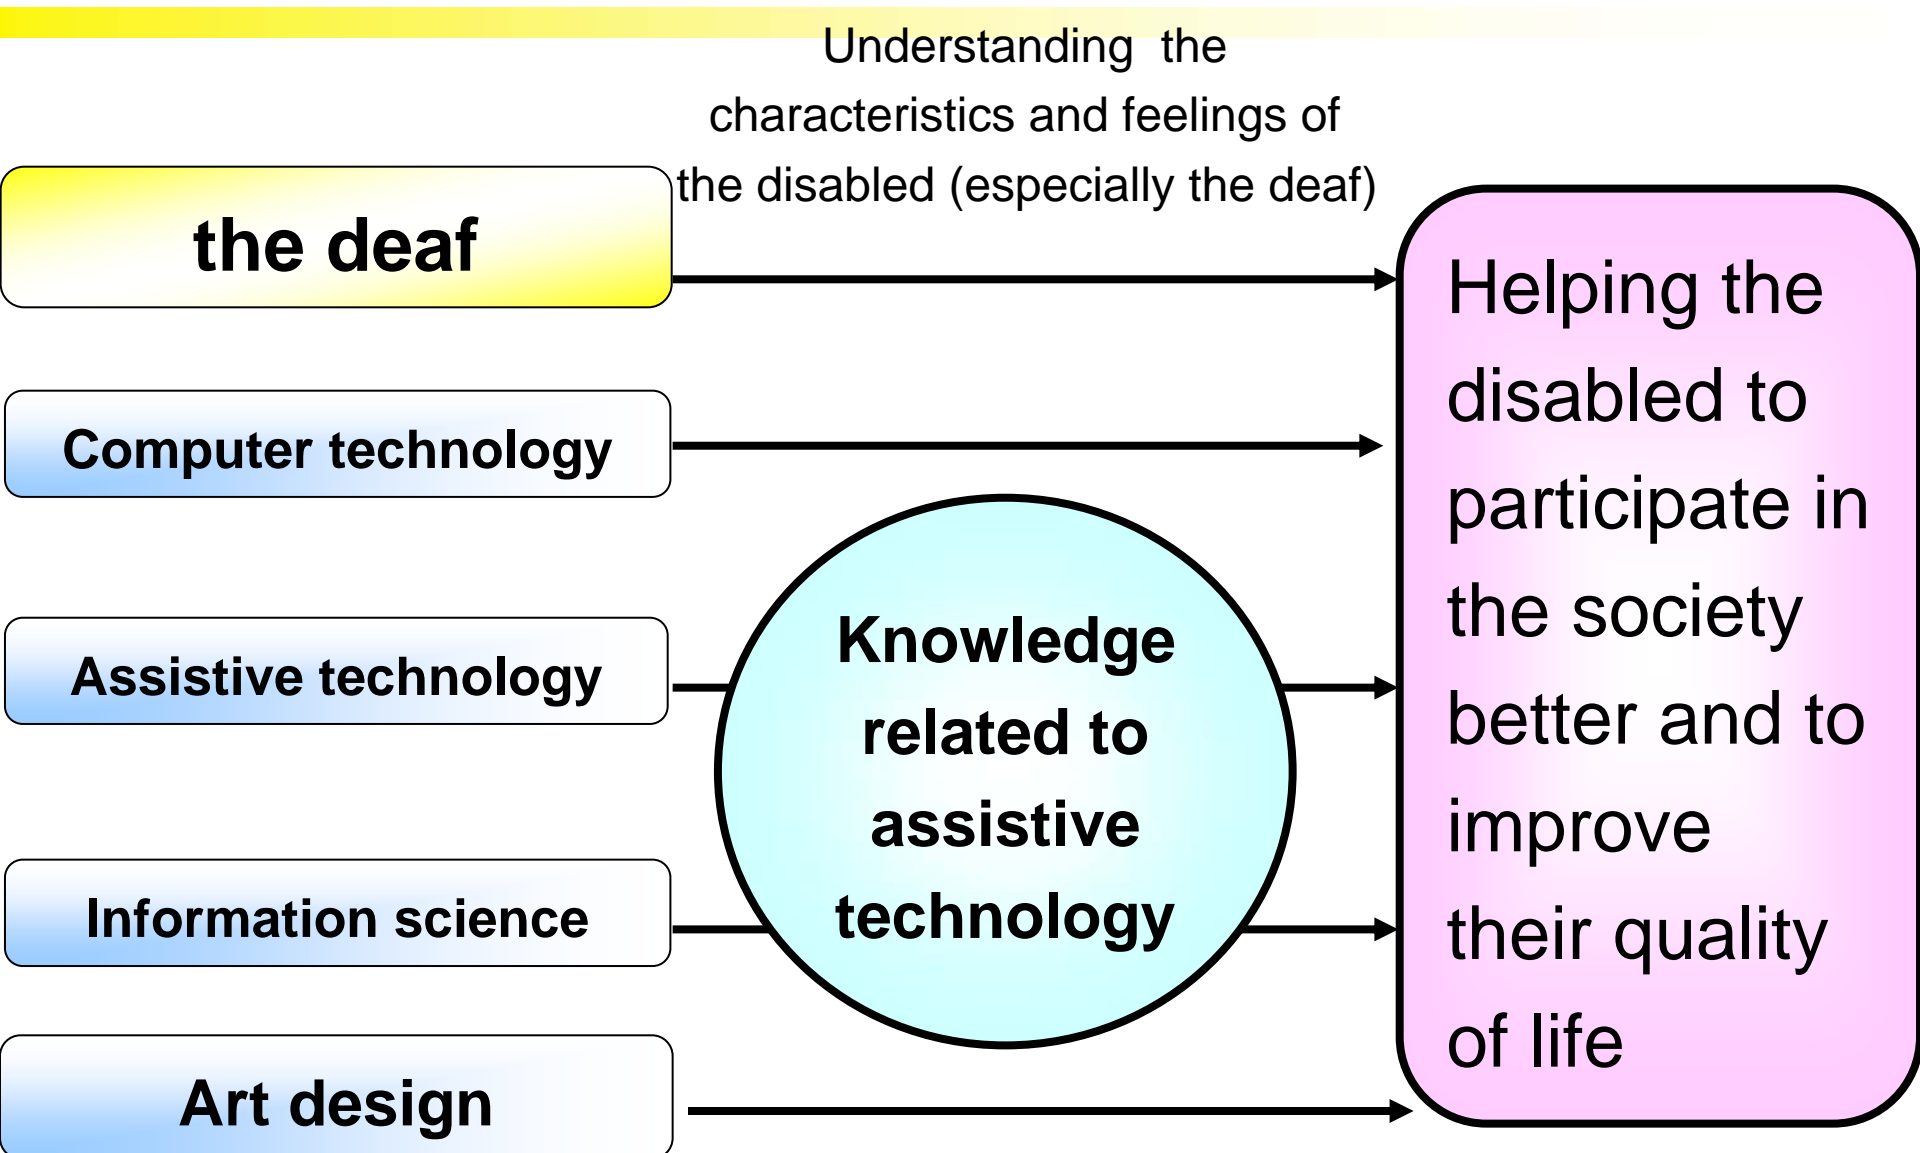 Understanding the
characteristics and feelings of
the disabled (especially the deaf)
the deaf
Computer technology
Assistive technology
Information science
Art design
Knowledge
related to
assistive
technology
Helping the
disabled to
participate in
the society
better and to
improve
their quality
of life